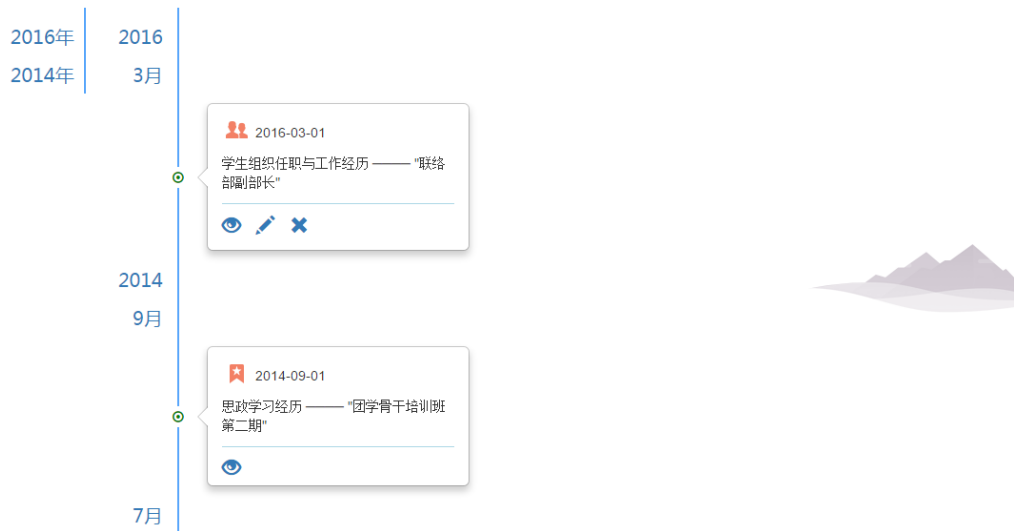 2016年
2014年
2016
3月
2016-03-01
学生组织任职与工作经历 ——— "联络
部副部长"
2014
9月
2014-09-01
思政学习经历 ——— "团学骨干培训班
第二期"
7月